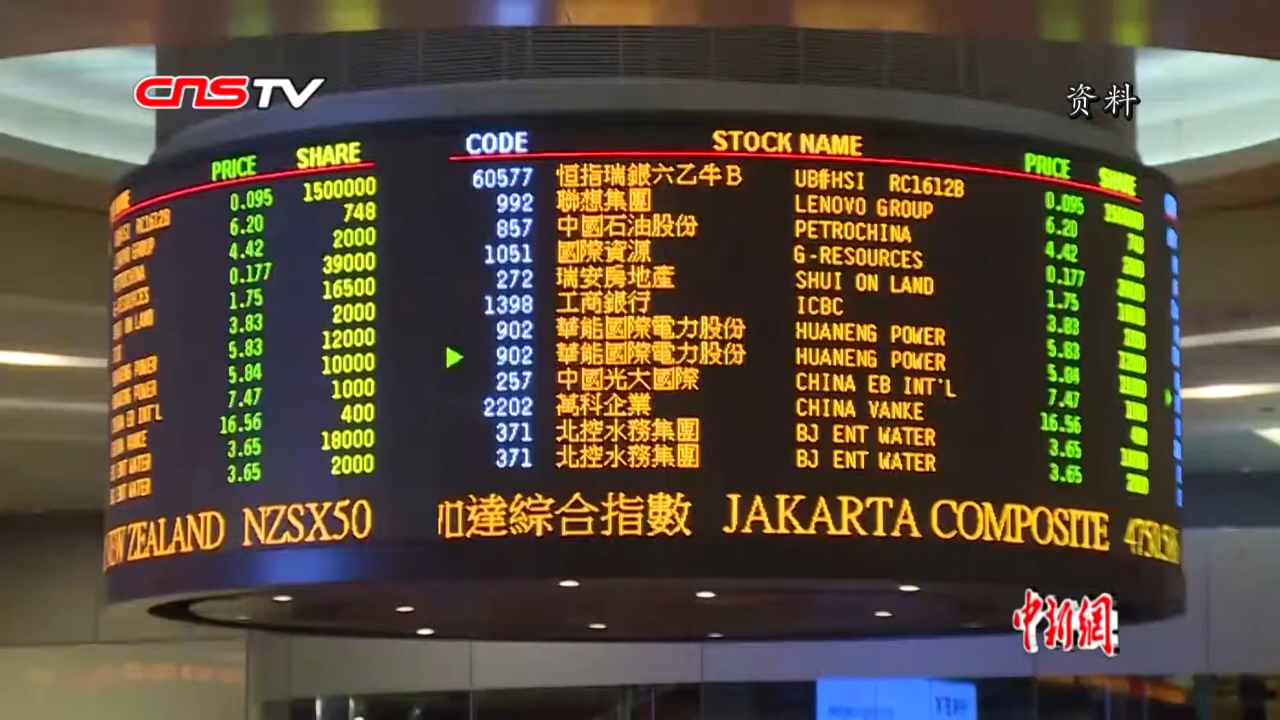 CNSTV
资料
PRICE SHARE
0.095 1500000
6.20 748
4.42 2000
0.177 39000
1.75 16500
3.83 2000
5.83 12000
5.84 10000
7.47 1000
16.56 400
3.65 18000
3.65 2000
CODE STOCK NAME PRICE SHARE
60577 恒指瑞銀六乙牛B UB#HSI RC1612B 0.095
992 聯想集團 LENOVO GROUP 6.20
857 中國石油股份 PETROCHINA 4.42
1051 國際資源 G-RESOURCES 0.177
272 瑞安房地產 SHUI ON LAND 1.75
1398 工商銀行 ICBC 3.83
902 華能國際電力股份 HUANENG POWER 5.83
902 華能國際電力股份 HUANENG POWER 5.84
257 中國光大國際 CHINA EB INT'L 7.47
2202 萬科企業 CHINA VANKE 16.56
371 北控水務集團 BJ ENT WATER 3.65
371 北控水務集團 BJ ENT WATER 3.65
ZEALAND NZSX50
達綜合指數 JAKARTA COMPOSITE
中新網